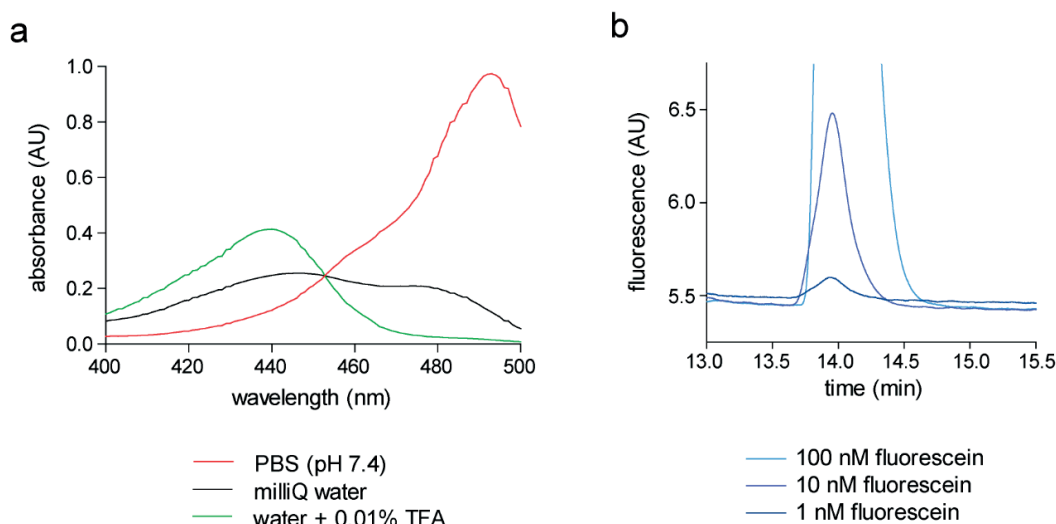 a
absorbance (AU)
1.0
0.8
0.6
0.4
0.2
0.0
400 420 440 460 480 500
wavelength (nm)
PBS (pH 7.4)
milliQ water
water + 0.01% TFA
b
fluorescence (AU)
6.5
6.0
5.5
13.0 13.5 14.0 14.5 15.0 15.5
time (min)
100 nM fluorescein
10 nM fluorescein
1 nM fluorescein